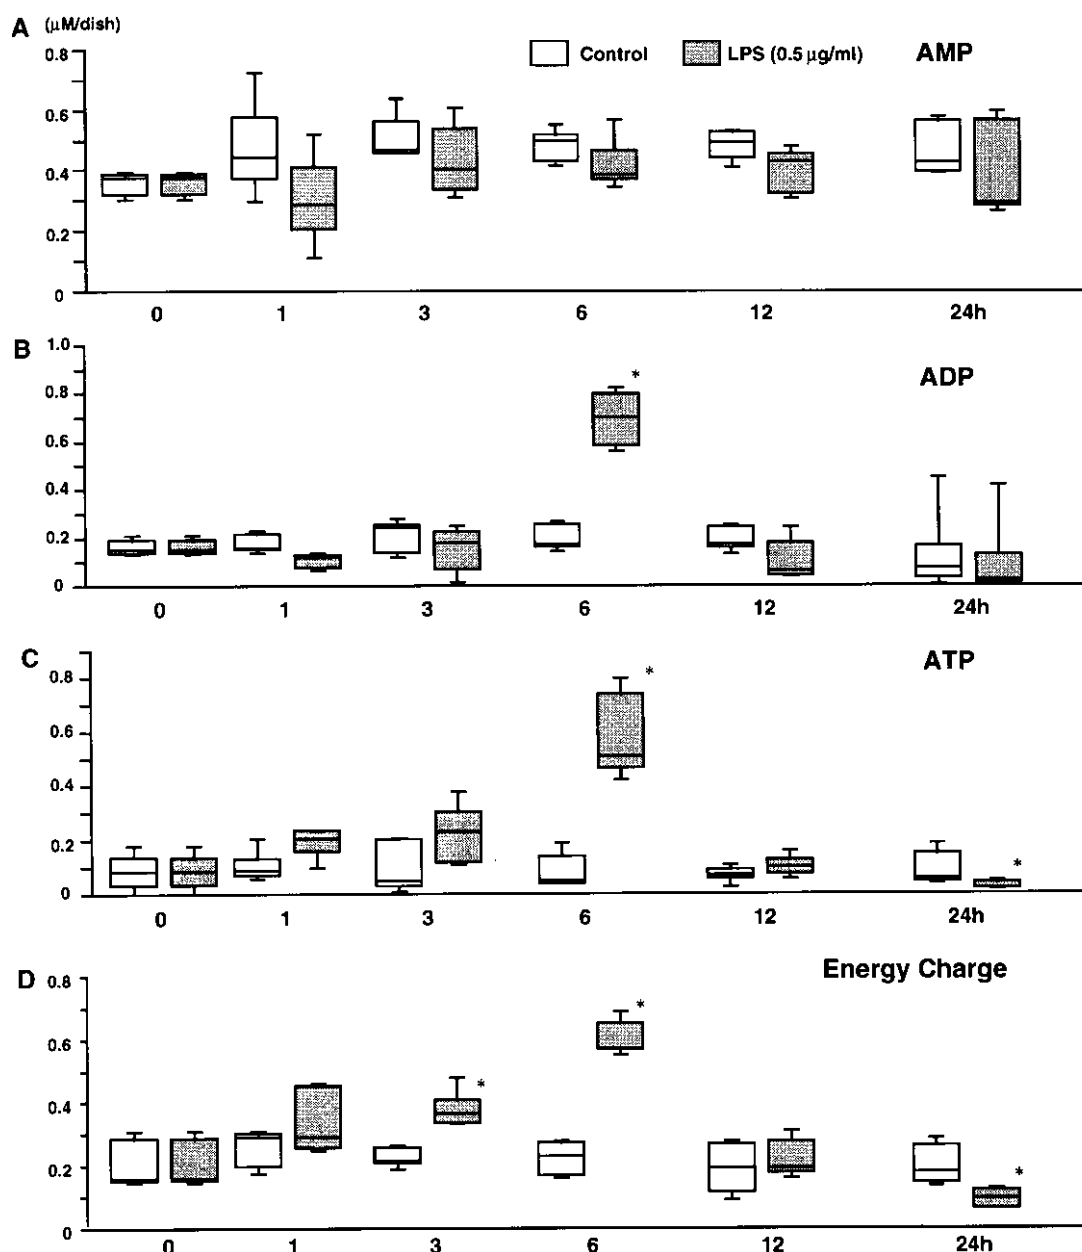 A (μM/dish)
Control LPS (0.5 μg/ml) AMP
0.8
0.6
0.4
0.2
0
0 1 3 6 12 24h
B
ADP
1.0
0.8
0.6
0.4
0.2
0
*
0 1 3 6 12 24h
C
ATP
0.8
0.6
0.4
0.2
0
* *
0 1 3 6 12 24h
D
Energy Charge
0.8
0.6
0.4
0.2
0
* * *
0 1 3 6 12 24h